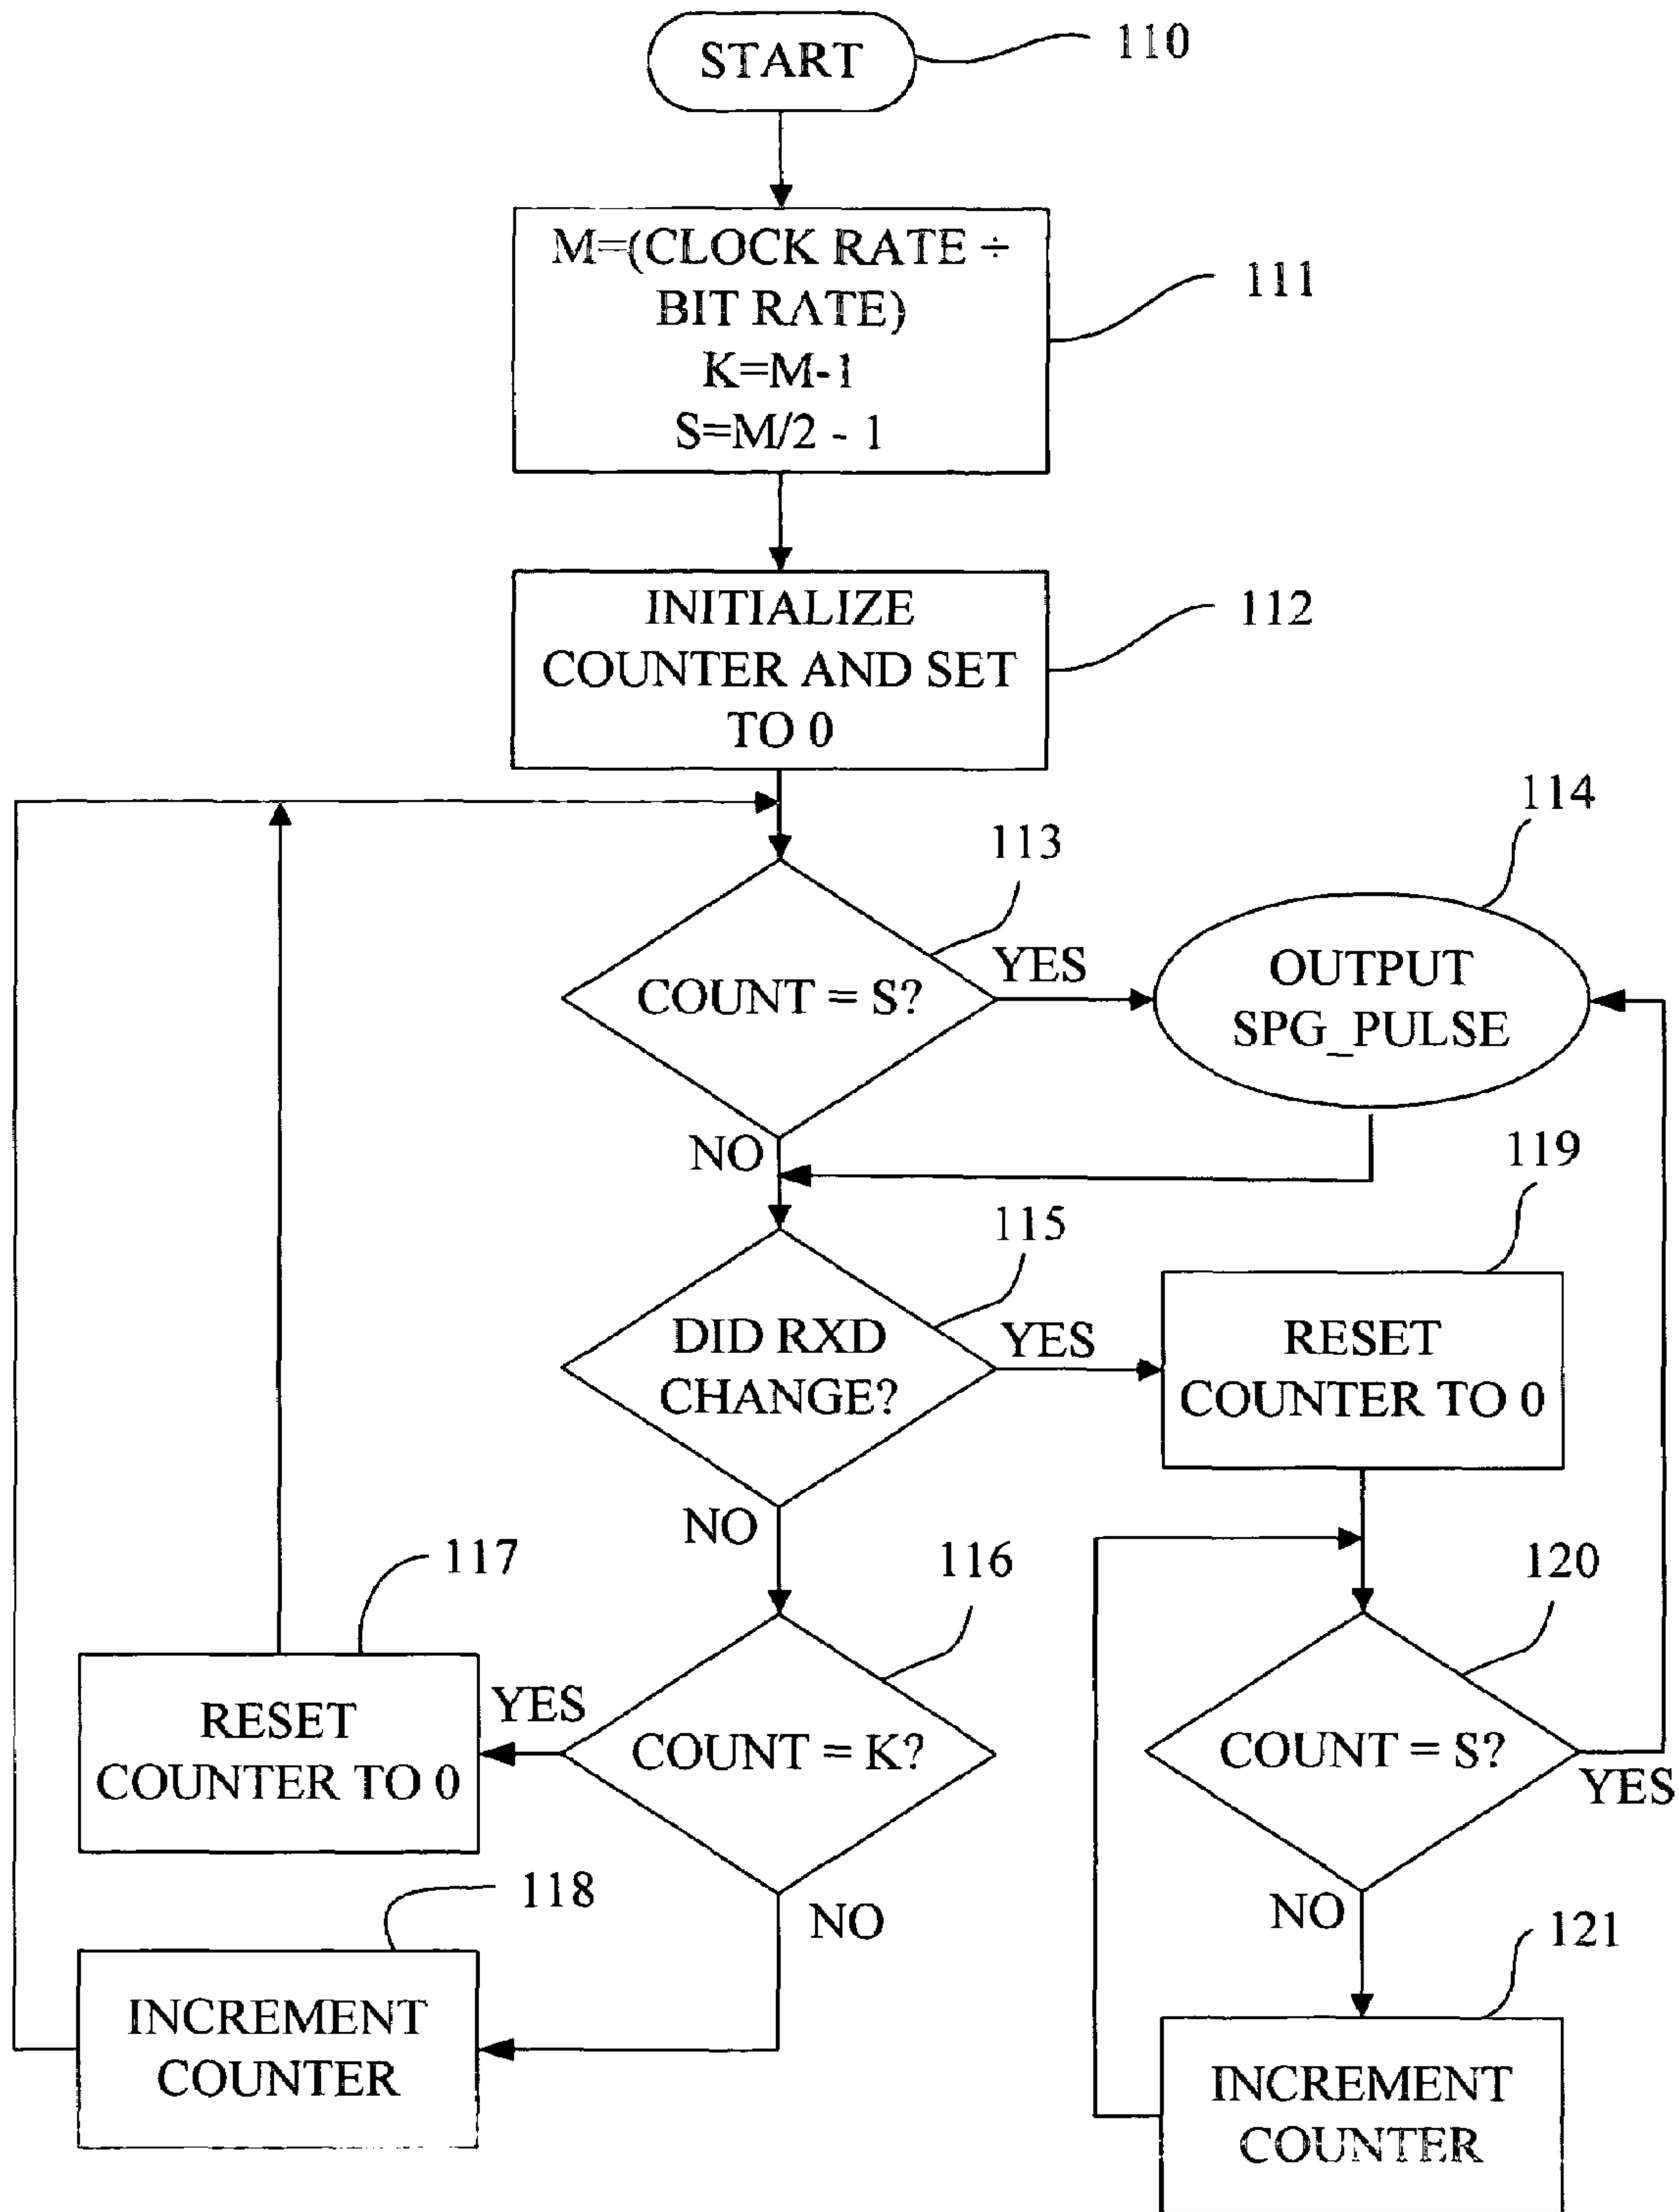 START
110
M=(CLOCK RATE ÷
BIT RATE)
K=M-1
S=M/2 - 1
111
INITIALIZE
COUNTER AND SET
TO 0
112
113
114
COUNT = S?
YES
OUTPUT
SPG_PULSE
NO
115
119
DID RXD
CHANGE?
YES
RESET
COUNTER TO 0
NO
117
116
120
RESET
COUNTER TO 0
YES
COUNT = K?
COUNT = S?
YES
118
NO
NO
121
INCREMENT
COUNTER
INCREMENT
COUNTER